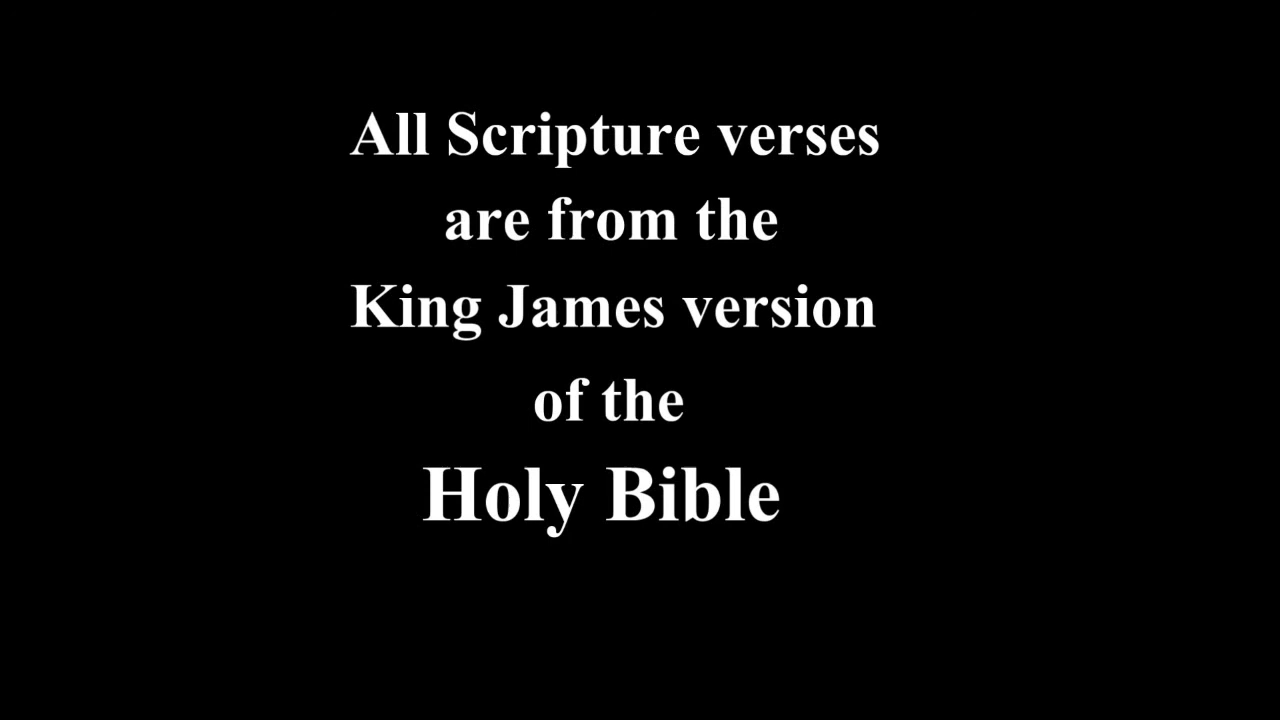 All Scripture verses
are from the
King James version
of the
Holy Bible